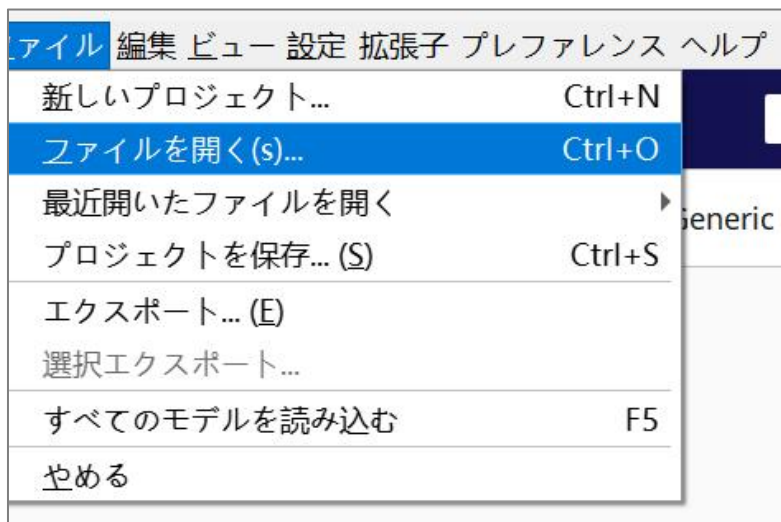 ァイル 編集 ビュー 設定 拡張子 プレファレンス ヘルプ
新しいプロジェクト... Ctrl+N
ファイルを開く(s)... Ctrl+O
最近開いたファイルを開く
eneric
プロジェクトを保存... (S) Ctrl+S
エクスポート... (E)
選択エクスポート...
すべてのモデルを読み込む F5
やめる